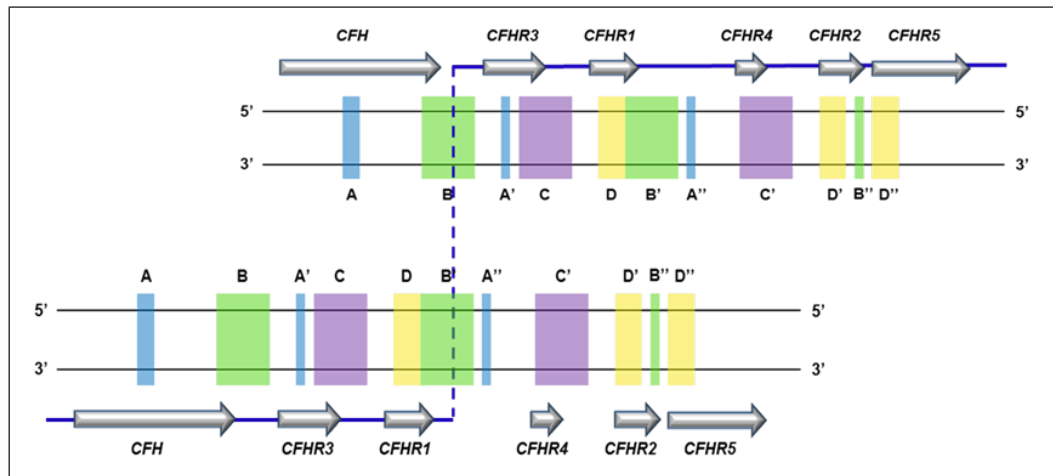 CFH CFHR3 CFHR1 CFHR4 CFHR2 CFHR5
5’ 5’
3’ 3’
A B A’ C D B’ A’’ C’ D’ B’’ D’’
A B A’ C D B’ A’’ C’ D’ B’’ D’’
5’ 5’
3’ 3’
CFH CFHR3 CFHR1 CFHR4 CFHR2 CFHR5